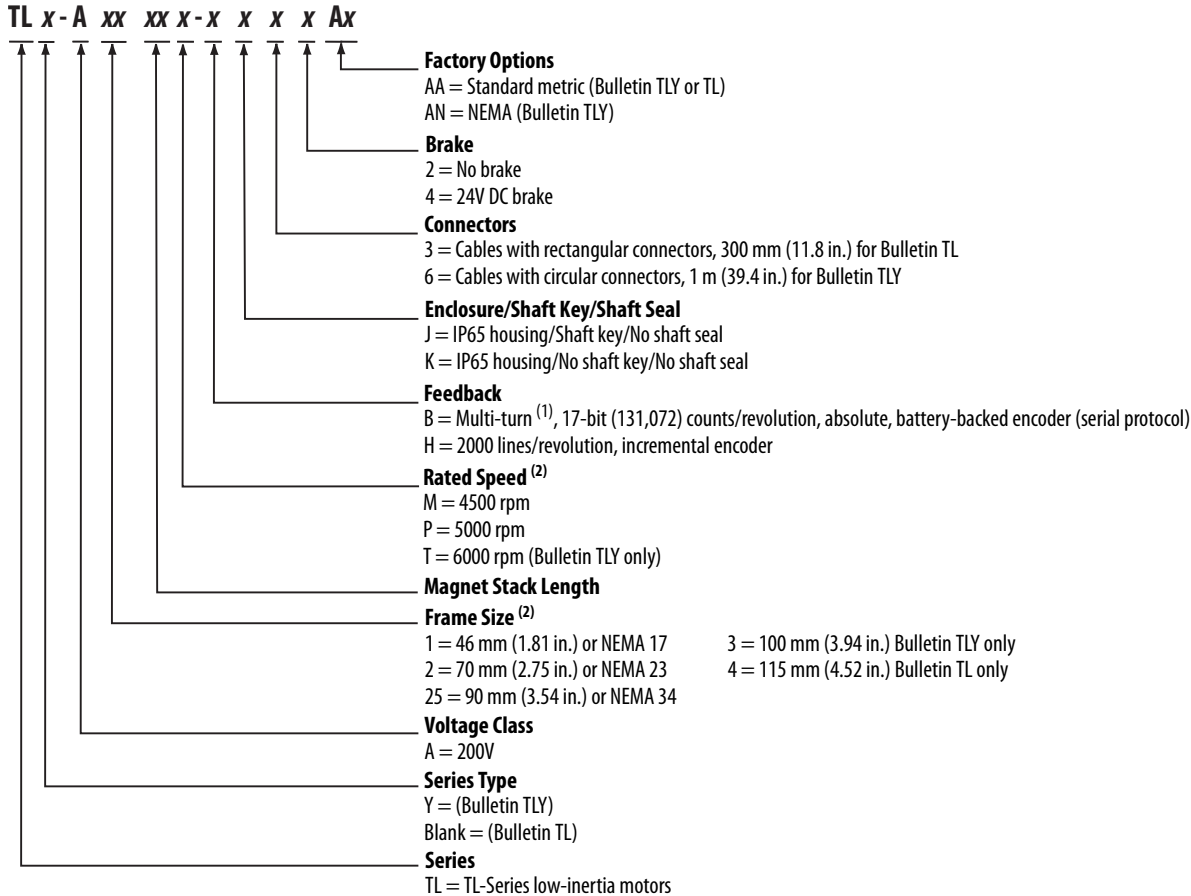 TL x - A xx xx x - x x x x Ax
Factory Options
AA = Standard metric (Bulletin TLY or TL)
AN = NEMA (Bulletin TLY)
Brake
2 = No brake
4 = 24V DC brake
Connectors
3 = Cables with rectangular connectors, 300 mm (11.8 in.) for Bulletin TL
6 = Cables with circular connectors, 1 m (39.4 in.) for Bulletin TLY
Enclosure/Shaft Key/Shaft Seal
J = IP65 housing/Shaft key/No shaft seal
K = IP65 housing/No shaft key/No shaft seal
Feedback
B = Multi-turn (1), 17-bit (131,072) counts/revolution, absolute, battery-backed encoder (serial protocol)
H = 2000 lines/revolution, incremental encoder
Rated Speed (2)
M = 4500 rpm
P = 5000 rpm
T = 6000 rpm (Bulletin TLY only)
Magnet Stack Length
Frame Size (2)
1 = 46 mm (1.81 in.) or NEMA 17 3 = 100 mm (3.94 in.) Bulletin TLY only
2 = 70 mm (2.75 in.) or NEMA 23 4 = 115 mm (4.52 in.) Bulletin TL only
25 = 90 mm (3.54 in.) or NEMA 34
Voltage Class
A = 200V
Series Type
Y = (Bulletin TLY)
Blank = (Bulletin TL)
Series
TL = TL-Series low-inertia motors